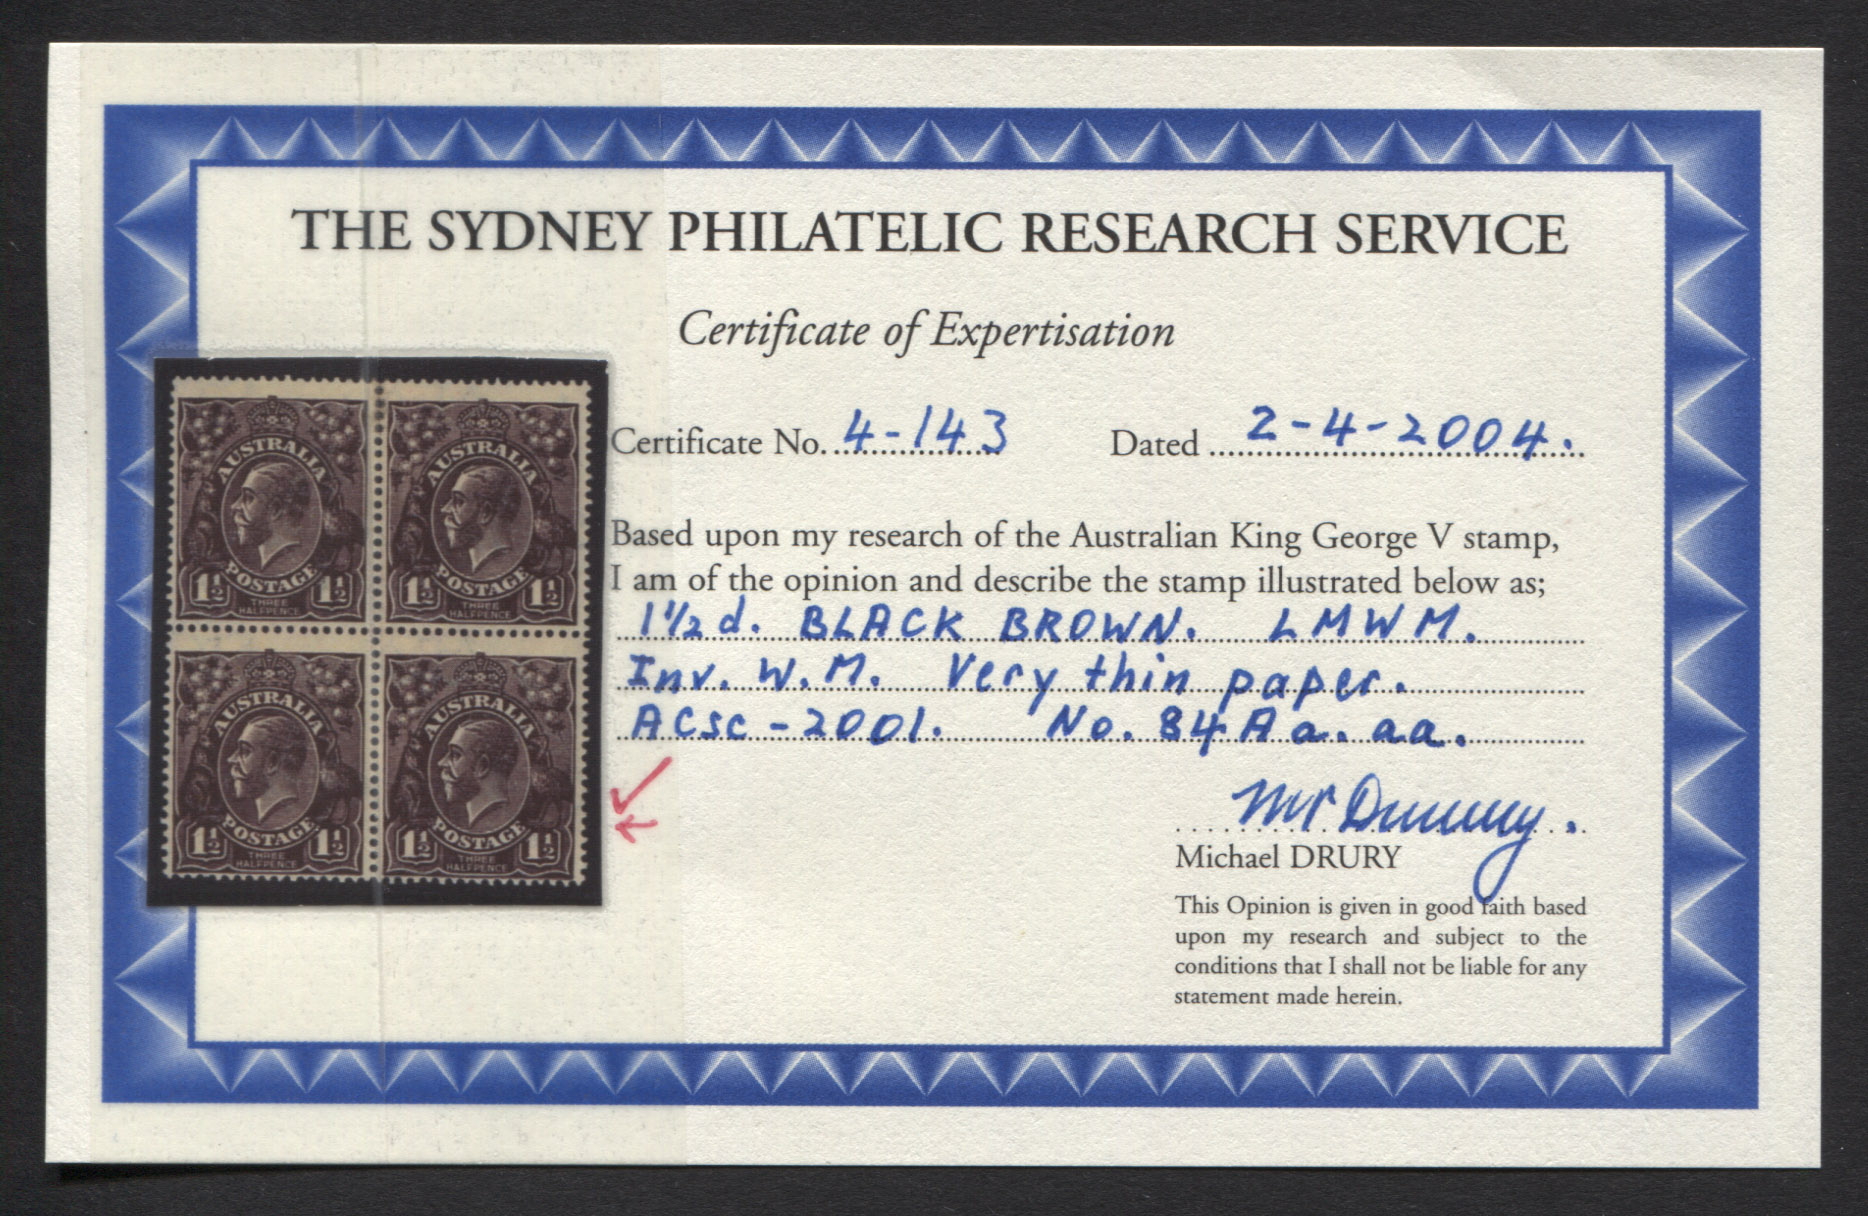 THE SYDNEY PHILATELIC RESEARCH SERVICE
Certificate of Expertisation
Certificate No. 4-143 Dated 2-4-2004.
Based upon my research of the Australian King George V stamp,
I am of the opinion and describe the stamp illustrated below as;
1½d. BLACK BROWN. LMWM.
Inv. W.M. Very thin paper.
ACSC-2001. No. 84Aa.aa.
M P Drury.
Michael DRURY
This Opinion is given in good faith based
upon my research and subject to the
conditions that I shall not be liable for any
statement made herein.
AUSTRALIA
1½ POSTAGE 1½
THREE
HALFPENCE
AUSTRALIA
1½ POSTAGE 1½
THREE
HALFPENCE
AUSTRALIA
1½ POSTAGE 1½
THREE
HALFPENCE
AUSTRALIA
1½ POSTAGE 1½
THREE
HALFPENCE